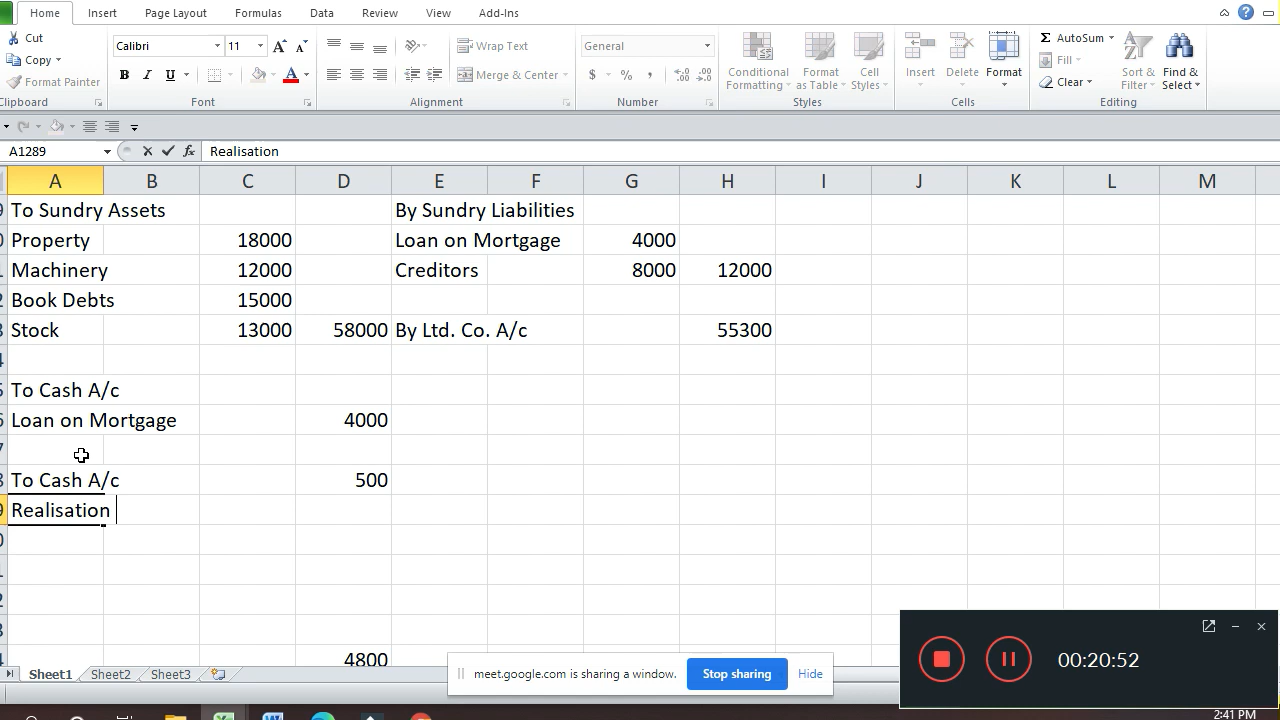 Home Insert Page Layout Formulas Data Review View Add-Ins
Cut
Copy
Format Painter
Clipboard
Calibri 11 A A
B I U A
Font
Wrap Text
Merge & Center
Alignment
General
$ % ,
Number
Conditional Formatting
Format as Table
Cell Styles
Styles
Insert Delete Format
Cells
AutoSum
Fill
Clear
Sort & Filter
Find & Select
Editing
A1289 fx Realisation
A B C D E F G H I J K L M
To Sundry Assets By Sundry Liabilities
Property 18000 Loan on Mortgage 4000
Machinery 12000 Creditors 8000 12000
Book Debts 15000
Stock 13000 58000 By Ltd. Co. A/c 55300
To Cash A/c
Loan on Mortgage 4000
To Cash A/c 500
Realisation
4800
Sheet1 Sheet2 Sheet3
meet.google.com is sharing a window. Stop sharing Hide
00:20:52
2:41 PM